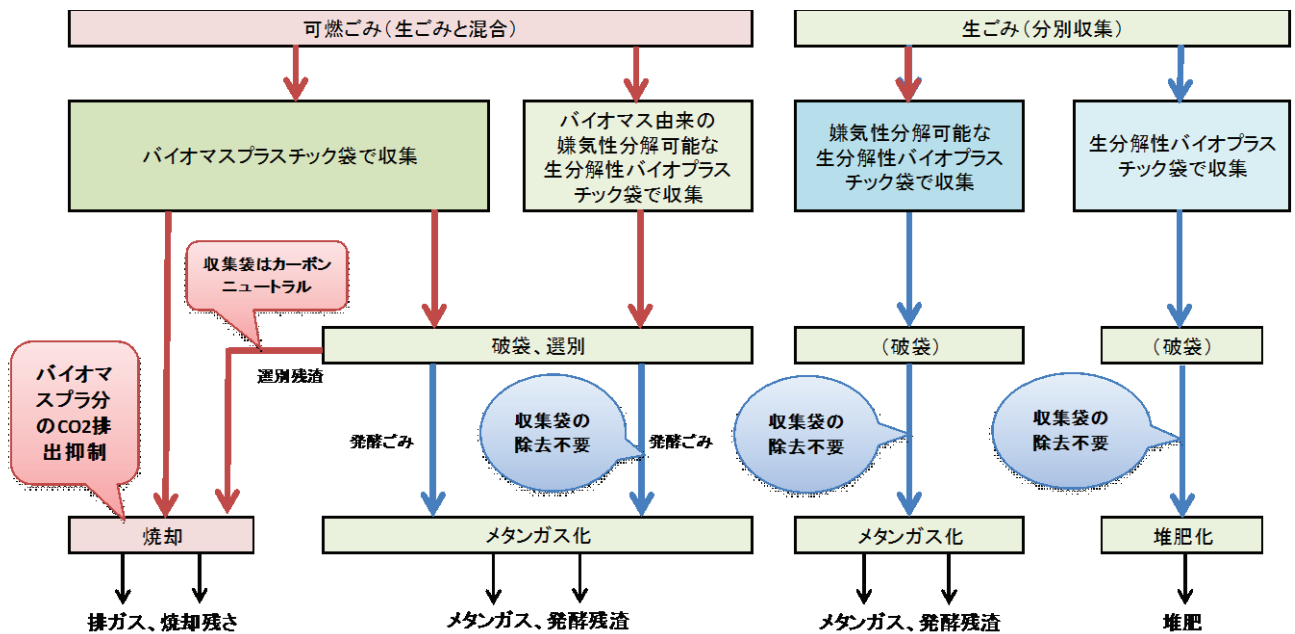 可燃ごみ（生ごみと混合）
生ごみ（分別収集）
バイオマスプラスチック袋で収集
バイオマス由来の
嫌気性分解可能な
生分解性バイオプラス
チック袋で収集
嫌気性分解可能な
生分解性バイオプラス
チック袋で収集
生分解性バイオプラス
チック袋で収集
収集袋はカーボン
ニュートラル
破袋、選別
（破袋）
（破袋）
選別残渣
バイオマ
スプラ分
のCO2排
出抑制
発酵ごみ
収集袋の
除去不要
発酵ごみ
収集袋の
除去不要
収集袋の
除去不要
焼却
メタンガス化
メタンガス化
堆肥化
排ガス、焼却残さ
メタンガス、発酵残渣
メタンガス、発酵残渣
堆肥